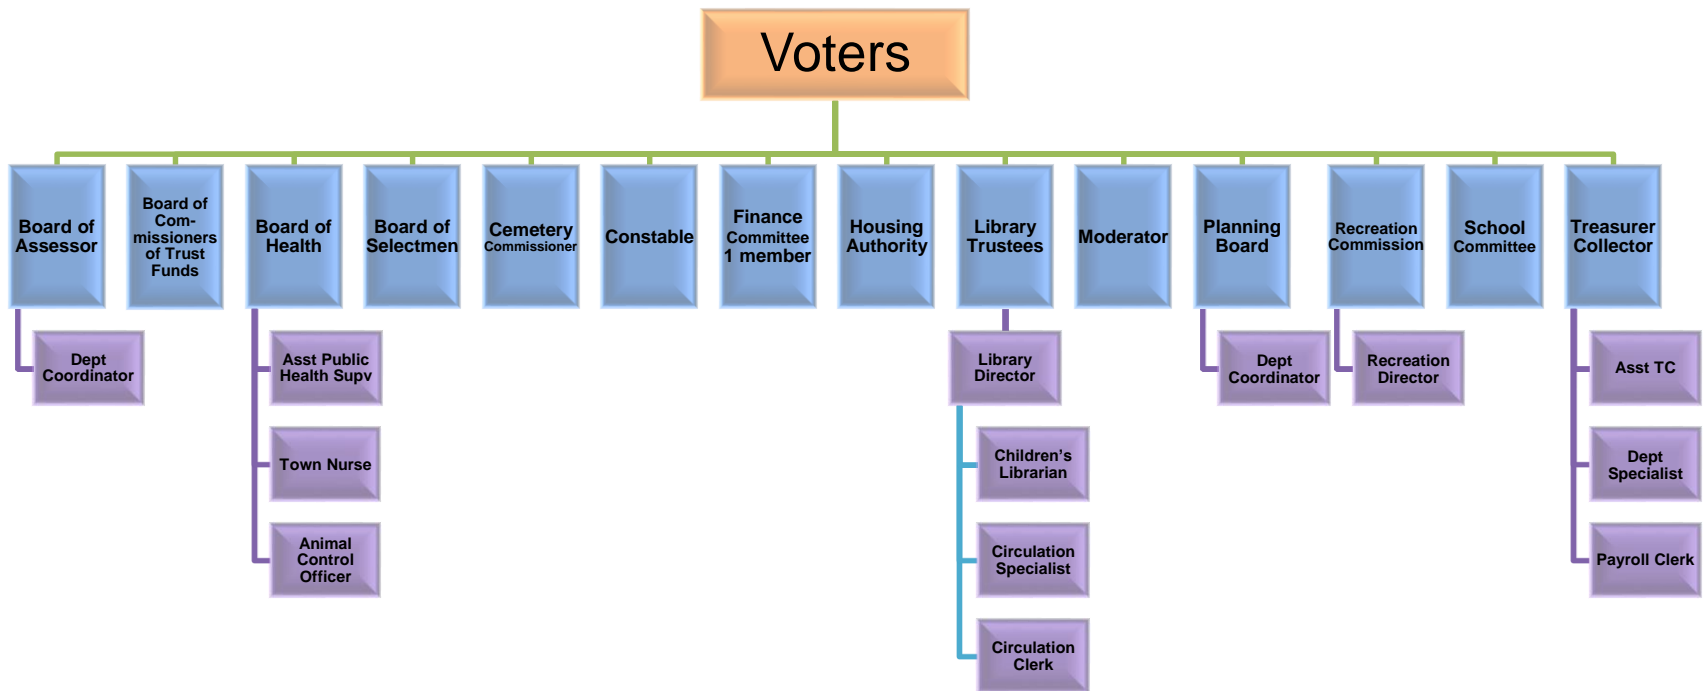 Voters
Board of
Assessor
Board of
Com-
missioners
of Trust
Funds
Board of
Health
Board of
Selectmen
Cemetery
Commissioner
Constable
Finance
Committee
1 member
Housing
Authority
Library
Trustees
Moderator
Planning
Board
Recreation
Commission
School
Committee
Treasurer
Collector
Dept
Coordinator
Asst Public
Health Supv
Town Nurse
Animal
Control
Officer
Library
Director
Children's
Librarian
Circulation
Specialist
Circulation
Clerk
Dept
Coordinator
Recreation
Director
Asst TC
Dept
Specialist
Payroll Clerk